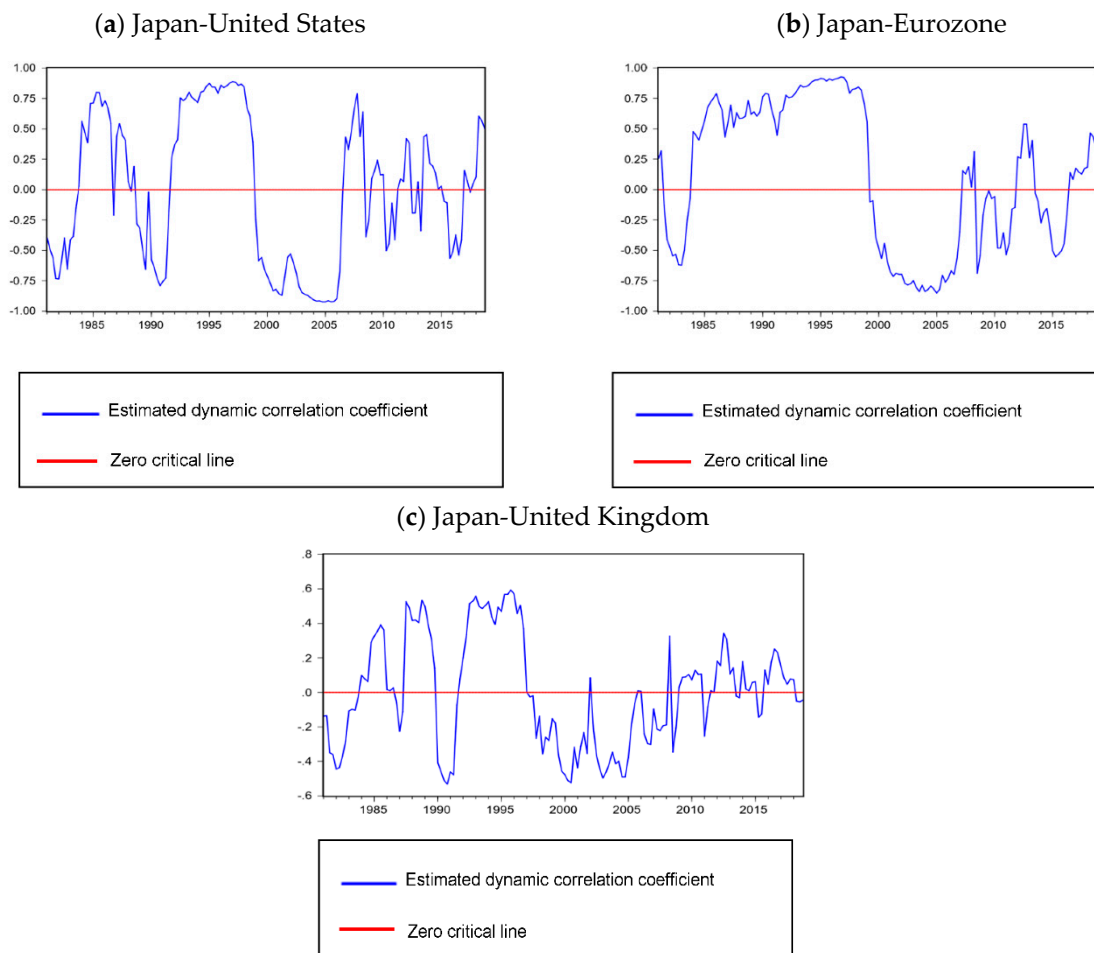 (a) Japan-United States
(b) Japan-Eurozone
1.00
0.75
0.50
0.25
0.00
-0.25
-0.50
-0.75
-1.00
1985 1990 1995 2000 2005 2010 2015
1.00
0.75
0.50
0.25
0.00
-0.25
-0.50
-0.75
-1.00
1985 1990 1995 2000 2005 2010 2015
Estimated dynamic correlation coefficient
Zero critical line
Estimated dynamic correlation coefficient
Zero critical line
(c) Japan-United Kingdom
.8
.6
.4
.2
.0
-.2
-.4
-.6
1985 1990 1995 2000 2005 2010 2015
Estimated dynamic correlation coefficient
Zero critical line